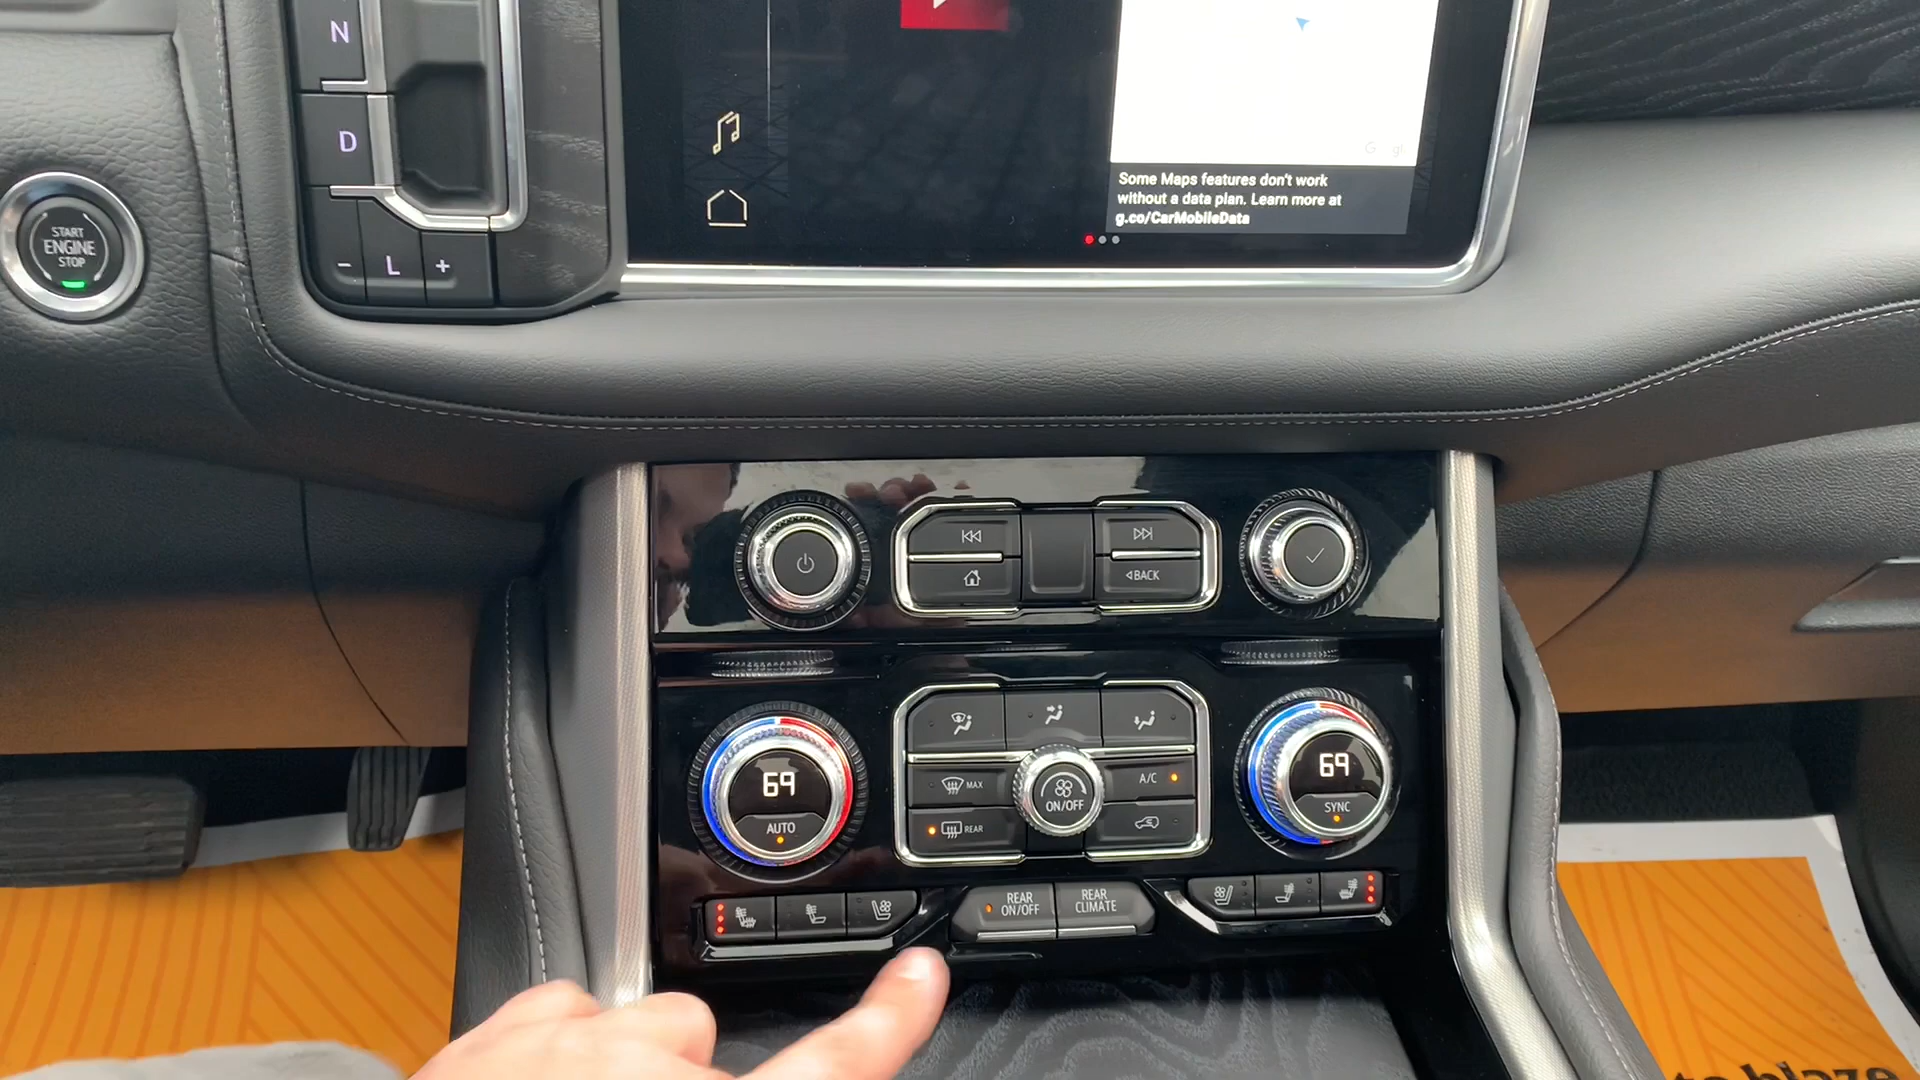 N
D
- L +
START
ENGINE
STOP
Some Maps features don't work
without a data plan. Learn more at
g.co/CarMobileData
BACK
69
AUTO
MAX
REAR
ON/OFF
A/C
69
SYNC
REAR
ON/OFF
REAR
CLIMATE
blaze